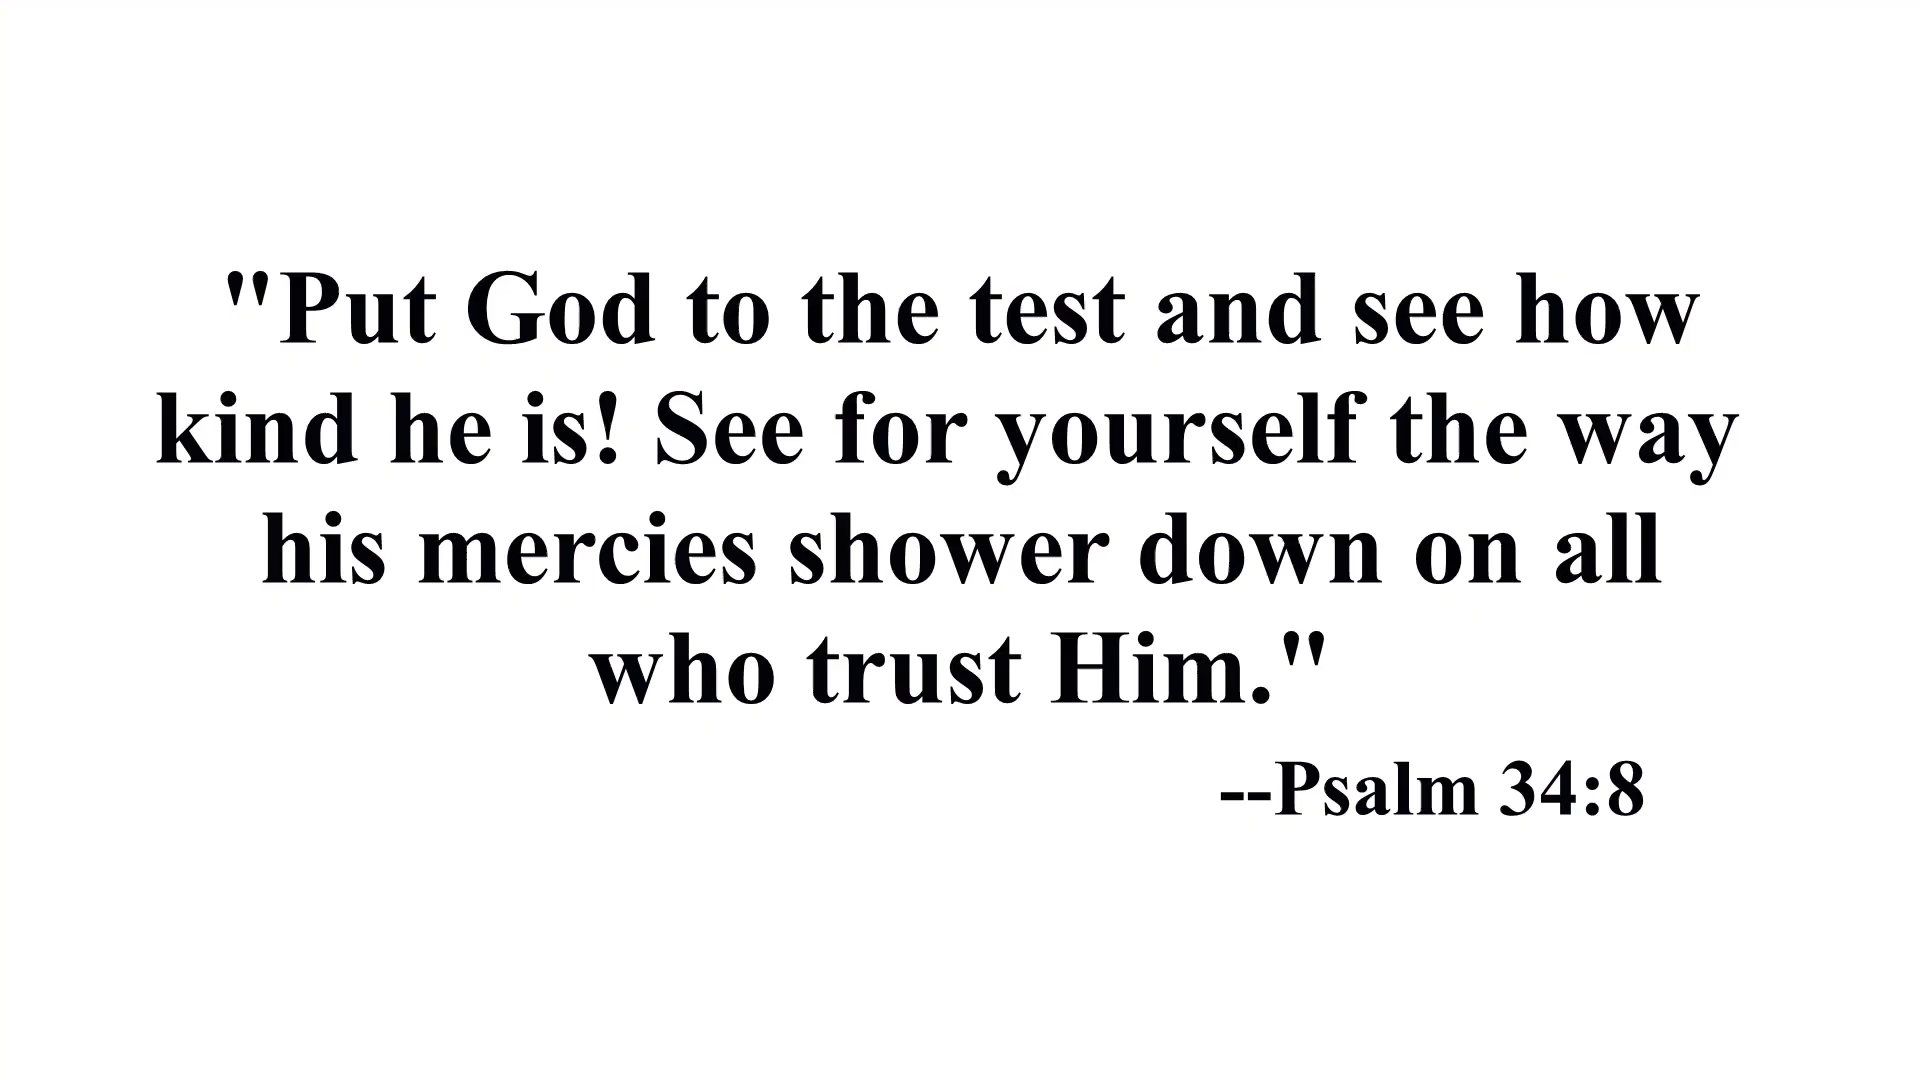 "Put God to the test and see how
kind he is! See for yourself the way
his mercies shower down on all
who trust Him."
--Psalm 34:8